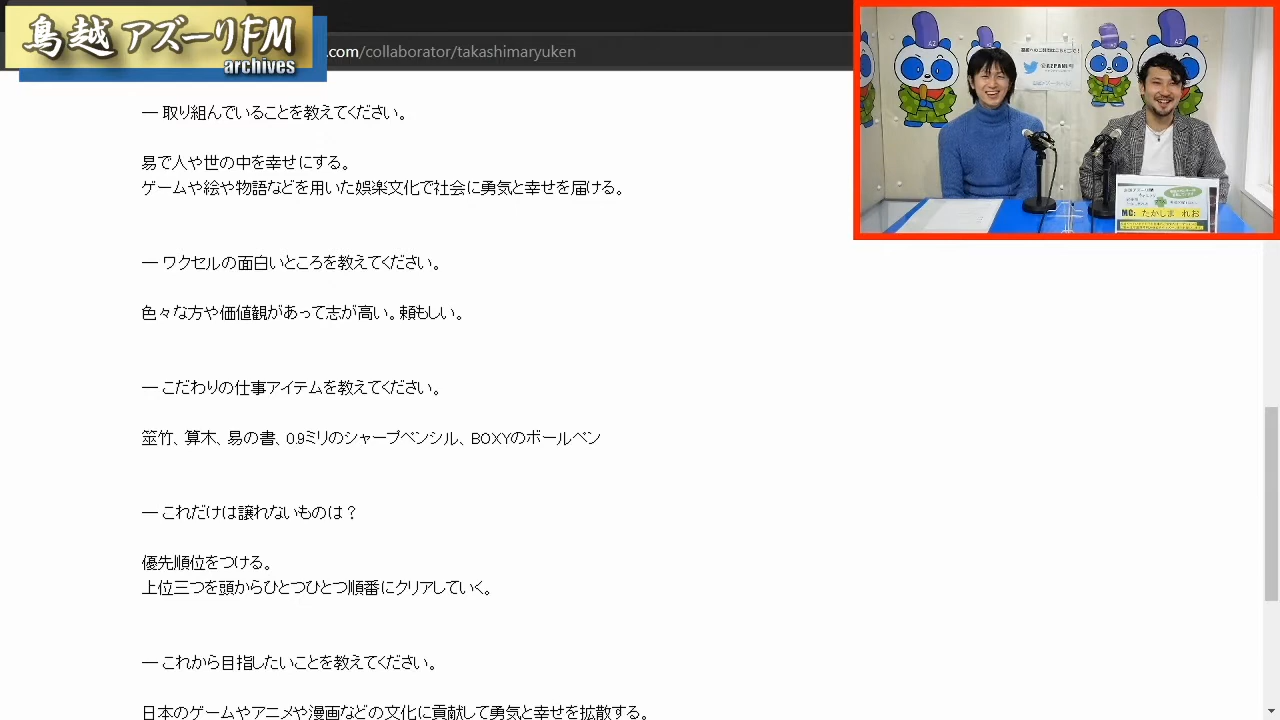 鳥越アズーリFM
archives
.com/collaborator/takashimaryuken
AZ
AZ
@AZPAMF
MC: たかしま れお
― 取り組んでいることを教えてください。
易で人や世の中を幸せにする。
ゲームや絵や物語などを用いた娯楽文化で社会に勇気と幸せを届ける。
― ワクセルの面白いところを教えてください。
色々な方や価値観があって志が高い。頼もしい。
― こだわりの仕事アイテムを教えてください。
筮竹、算木、易の書、0.9ミリのシャープペンシル、BOXYのボールペン
― これだけは譲れないものは？
優先順位をつける。
上位三つを頭からひとつひとつ順番にクリアしていく。
― これから目指したいことを教えてください。
日本のゲームやアニメや漫画などの文化に貢献して勇気と幸せを拡散する。